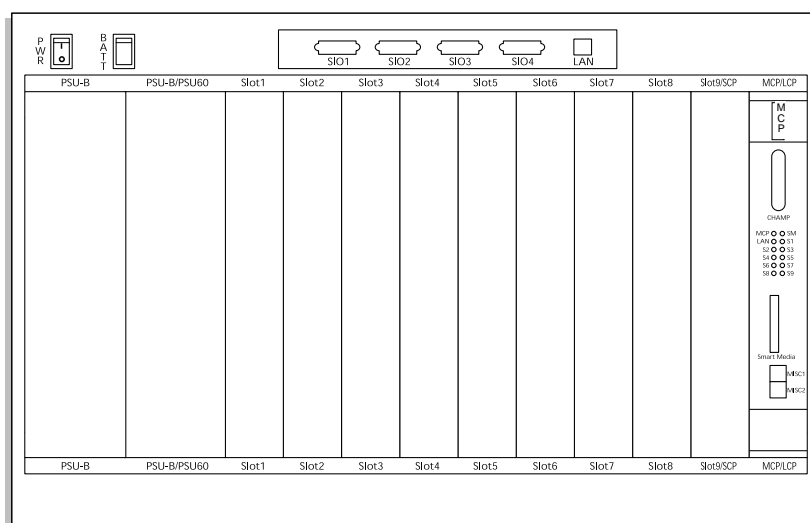 PWR
BATT
SIO1 SIO2 SIO3 SIO4 LAN
PSU-B PSU-B/PSU60 Slot1 Slot2 Slot3 Slot4 Slot5 Slot6 Slot7 Slot8 Slot9/SCP MCP/LCP
MCP
CHAMP
MCP SM
LAN S1
S2 S3
S4 S5
S6 S7
S8 S9
Smart Media
MISC1
MISC2
PSU-B PSU-B/PSU60 Slot1 Slot2 Slot3 Slot4 Slot5 Slot6 Slot7 Slot8 Slot9/SCP MCP/LCP